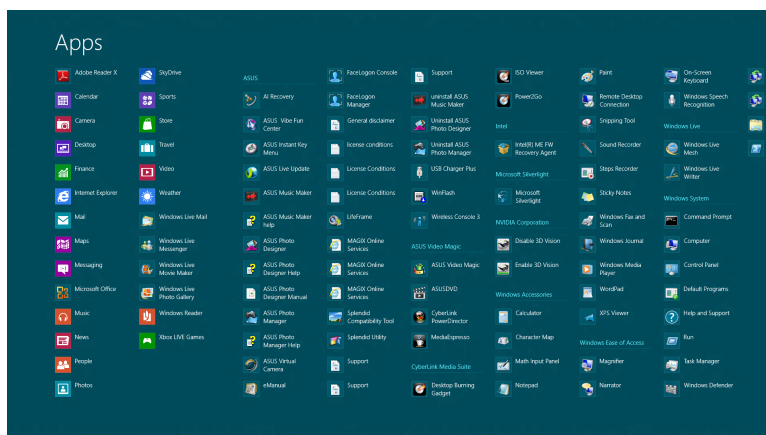 Apps
Adobe Reader X
Calendar
Camera
Desktop
Finance
Internet Explorer
Mail
Maps
Messaging
Microsoft Office
Music
News
People
Photos
SkyDrive
Sports
Store
Travel
Video
Weather
Windows Live Mail
Windows Live
Messenger
Windows Live
Movie Maker
Windows Live
Photo Gallery
Windows Reader
Xbox LIVE Games
ASUS
AI Recovery
ASUS Vibe Fun
Center
ASUS Instant Key
Menu
ASUS Live Update
ASUS Music Maker
ASUS Music Maker
help
ASUS Photo
Designer
ASUS Photo
Designer Help
ASUS Photo
Designer Manual
ASUS Photo
Manager
ASUS Photo
Manager Help
ASUS Virtual
Camera
eManual
FaceLogon Console
FaceLogon
Manager
General disclaimer
license conditions
License Conditions
License Conditions
LifeFrame
MAGIX Online
Services
MAGIX Online
Services
MAGIX Online
Services
Splendid
Compatibility Tool
Splendid Utility
Support
Support
Support
uninstall ASUS
Music Maker
Uninstall ASUS
Photo Designer
Uninstall ASUS
Photo Manager
USB Charger Plus
WinFlash
Wireless Console 3
ASUS Video Magic
ASUS Video Magic
ASUSDVD
CyberLink
PowerDirector
MediaEspresso
CyberLink Media Suite
Desktop Burning
Gadget
ISO Viewer
Power2Go
Intel
Intel(R) ME FW
Recovery Agent
Microsoft Silverlight
Microsoft
Silverlight
NVIDIA Corporation
Disable 3D Vision
Enable 3D Vision
Windows Accessories
Calculator
Character Map
Math Input Panel
Notepad
Paint
Remote Desktop
Connection
Snipping Tool
Sound Recorder
Steps Recorder
Sticky Notes
Windows Fax and
Scan
Windows Journal
Windows Media
Player
WordPad
XPS Viewer
Windows Ease of Access
Magnifier
Narrator
On-Screen
Keyboard
Windows Speech
Recognition
Windows Live
Windows Live
Mesh
Windows Live
Writer
Windows System
Command Prompt
Computer
Control Panel
Default Programs
Help and Support
Run
Task Manager
Windows Defender